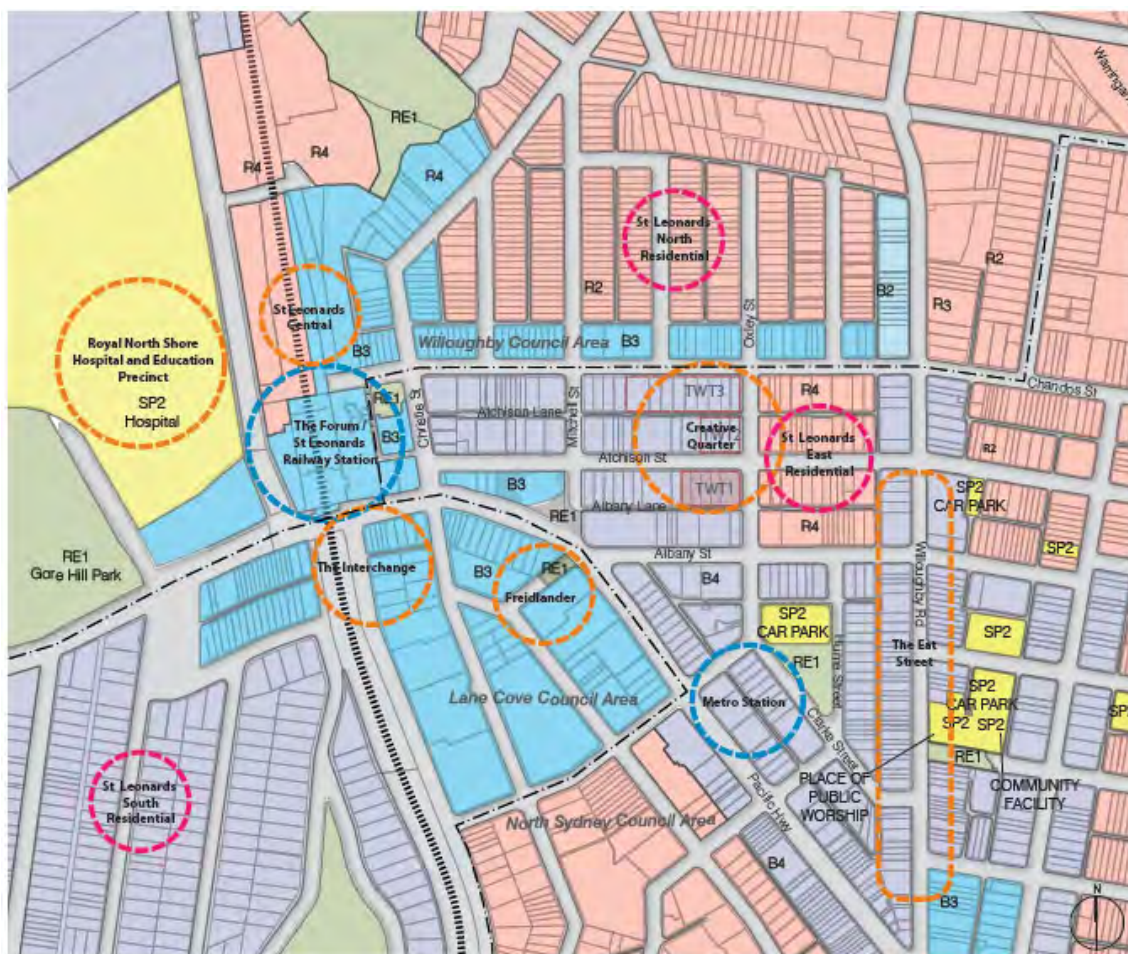 Warringah
RE1
R4
R4
R4
St Leonards
North
Residential
R2
R2
B2
R3
St Leonards
Central
Oxley St
Royal North Shore
Hospital and Education
Precinct
SP2
Hospital
B3
Willoughby Council Area
B3
Chandos St
RE1
Christie St
Atchison Lane
Mitchell St
TWT3
R4
The Forum /
St Leonards
Railway Station
B3
Creative
Quarter
TWT2
St Leonards
East
Residential
R2
Atchison St
B3
TWT1
SP2
CAR PARK
Albany Lane
RE1
R4
SP2
Albany St
RE1
Gore Hill Park
The Interchange
B3
RE1
Freidlander
B4
SP2
CAR PARK
Willoughby Rd
SP2
The Eat
Street
RE1
Hume Street
Lane Cove Council Area
Metro Station
SP2
CAR PARK
SP2
SP2
Clarke Street
RE1
PLACE OF
PUBLIC
WORSHIP
COMMUNITY
FACILITY
St Leonards
South
Residential
Pacific Hwy
North Sydney Council Area
B4
B3
N